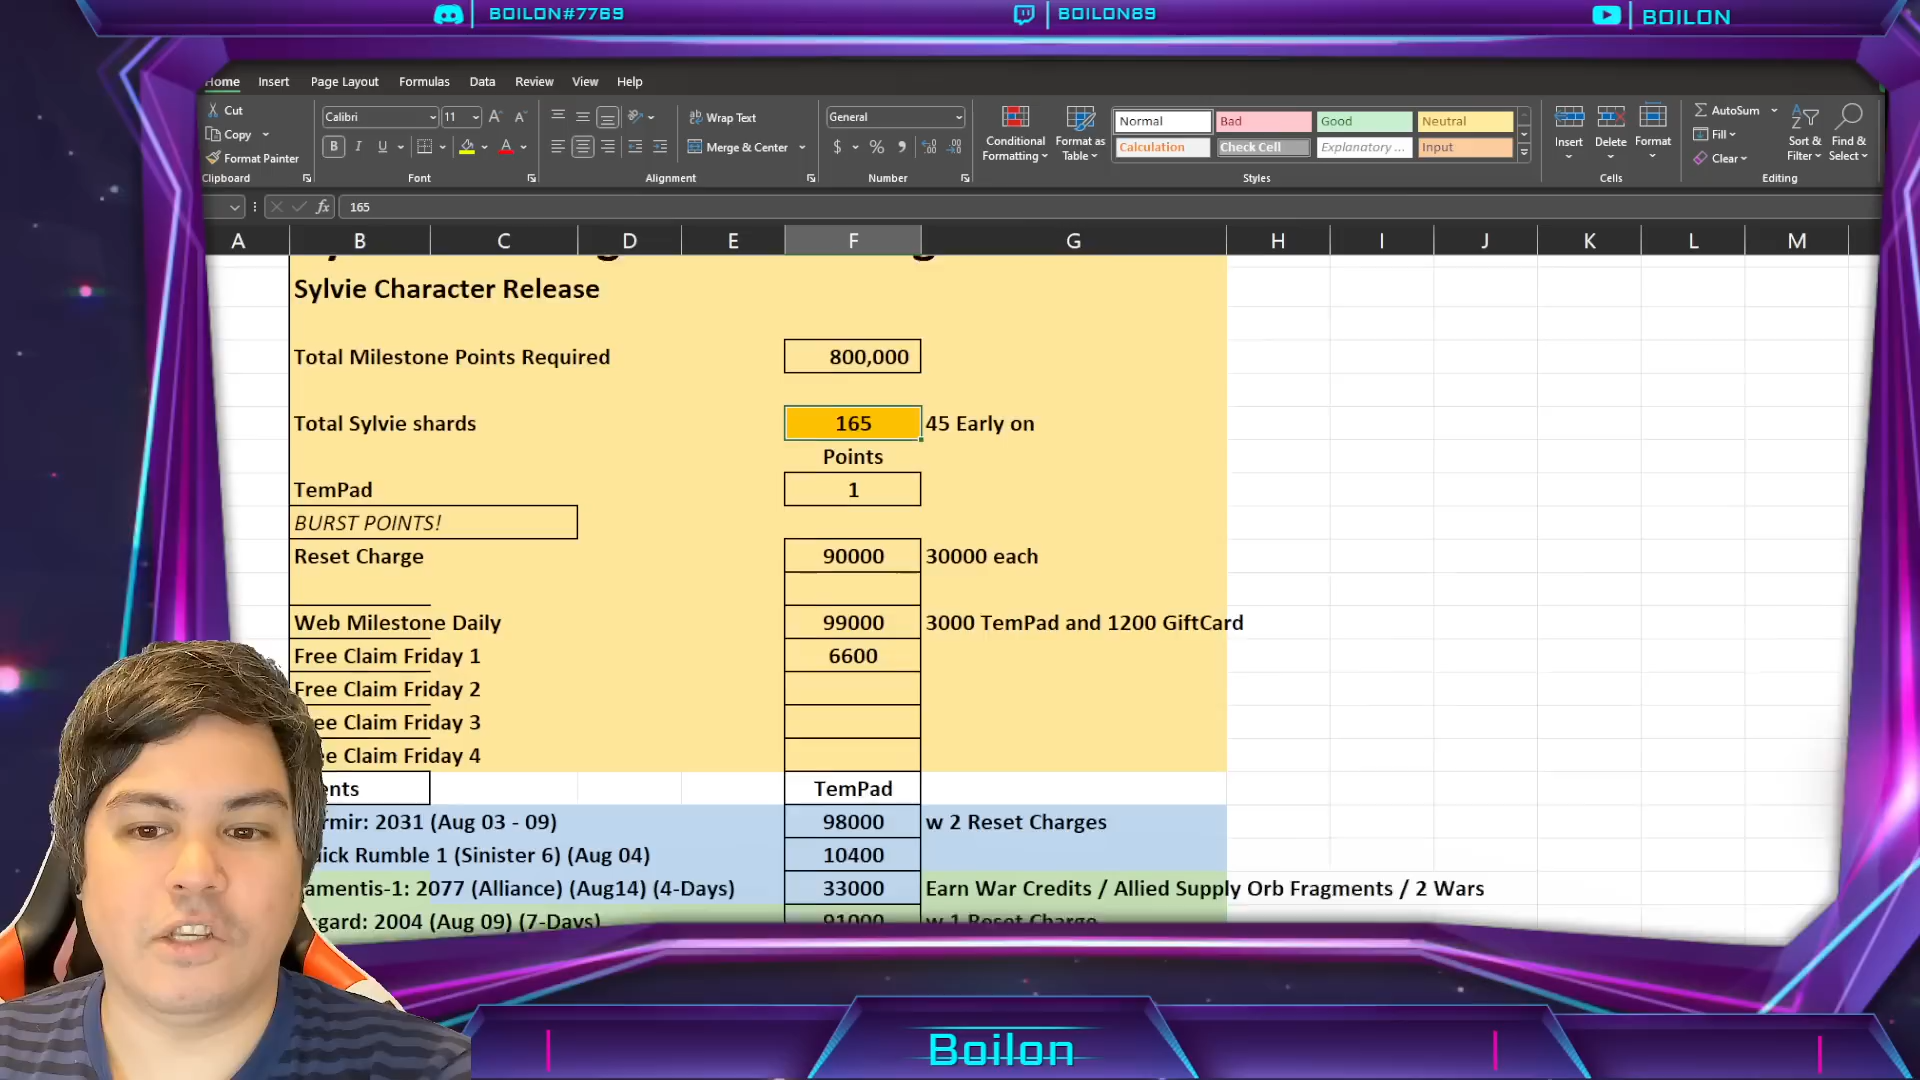 BOILON#7769
BOILON89
BOILON
Home Insert Page Layout Formulas Data Review View Help
Cut
Copy
Format Painter
Clipboard
Calibri 11
B I U
Font
Wrap Text
Merge & Center
Alignment
General
$ % ,
Number
Conditional Formatting
Format as Table
Normal Bad Good Neutral
Calculation Check Cell Explanatory ... Input
Styles
Insert Delete Format
Cells
AutoSum
Fill
Clear
Sort & Filter
Find & Select
Editing
fx 165
A B C D E F G H I J K L M
Sylvie Character Release
Total Milestone Points Required 800,000
Total Sylvie shards 165 45 Early on
Points
TemPad 1
BURST POINTS!
Reset Charge 90000 30000 each
Web Milestone Daily 99000 3000 TemPad and 1200 GiftCard
Free Claim Friday 1 6600
Free Claim Friday 2
ee Claim Friday 3
e Claim Friday 4
ents TemPad
rmir: 2031 (Aug 03 - 09) 98000 w 2 Reset Charges
ick Rumble 1 (Sinister 6) (Aug 04) 10400
amentis-1: 2077 (Alliance) (Aug14) (4-Days) 33000 Earn War Credits / Allied Supply Orb Fragments / 2 Wars
sgard: 2004 (Aug 09) (7-Days) 91000 w 1 Reset Charge
Boilon